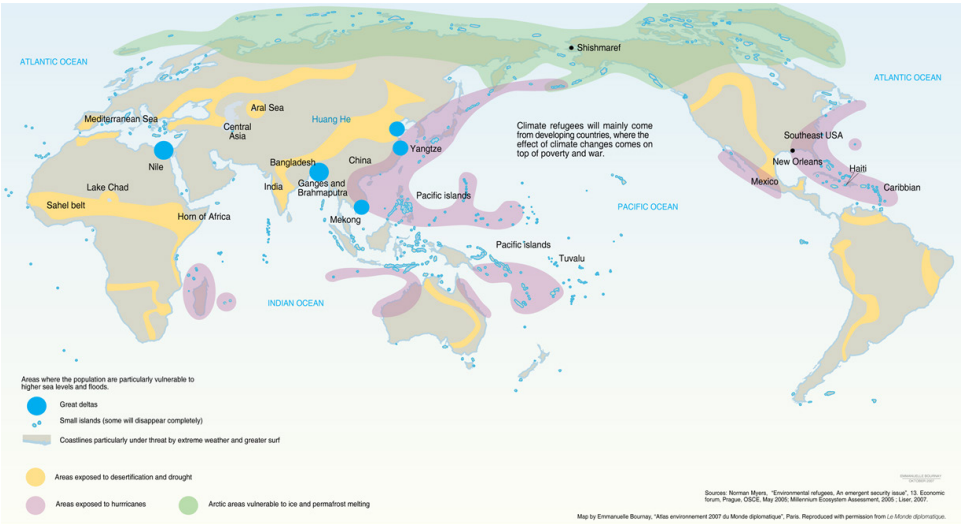 Shishmaref
ATLANTIC OCEAN
ATLANTIC OCEAN
Aral Sea
Mediterranean Sea
Huang He
Central
Asia
Climate refugees will mainly come
from developing countries, where the
effect of climate changes comes on
top of poverty and war.
Southeast USA
Yangtze
China
Bangladesh
New Orleans
Nile
Haiti
Mexico
India
Ganges and
Brahmaputra
Caribbian
Lake Chad
Pacific islands
Sahel belt
PACIFIC OCEAN
Horn of Africa
Mekong
Pacific islands
Tuvalu
INDIAN OCEAN
Areas where the population are particularly vulnerable to
higher sea levels and floods.
Great deltas
Small islands (some will disappear completely)
Coastlines particularly under threat by extreme weather and greater surf
Areas exposed to desertification and drought
Areas exposed to hurrricanes
Arctic areas vulnerable to ice and permafrost melting
EMMANUELLE BOURNAY
OCTOBER 2007
Sources: Norman Myers, "Environmental refugees, An emergent security issue", 13. Economic
forum, Prague, OSCE, May 2005; Millennium Ecosystem Assessment, 2005 ; Liser, 2007.
Map by Emmanuelle Bournay, "Atlas environnement 2007 du Monde diplomatique", Paris. Reproduced with permission from Le Monde diplomatique.